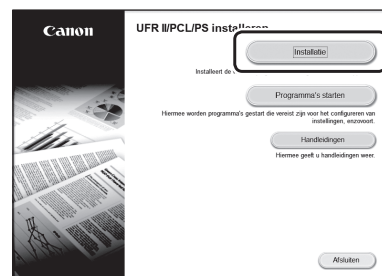 Canon
UFR II/PCL/PS installeren
Installatie
Installeert de
Programma's starten
Hiermee worden programma's gestart die vereist zijn voor het configureren van
instellingen, enzovoort.
Handleidingen
Hiermee geeft u handleidingen weer.
Afsluiten